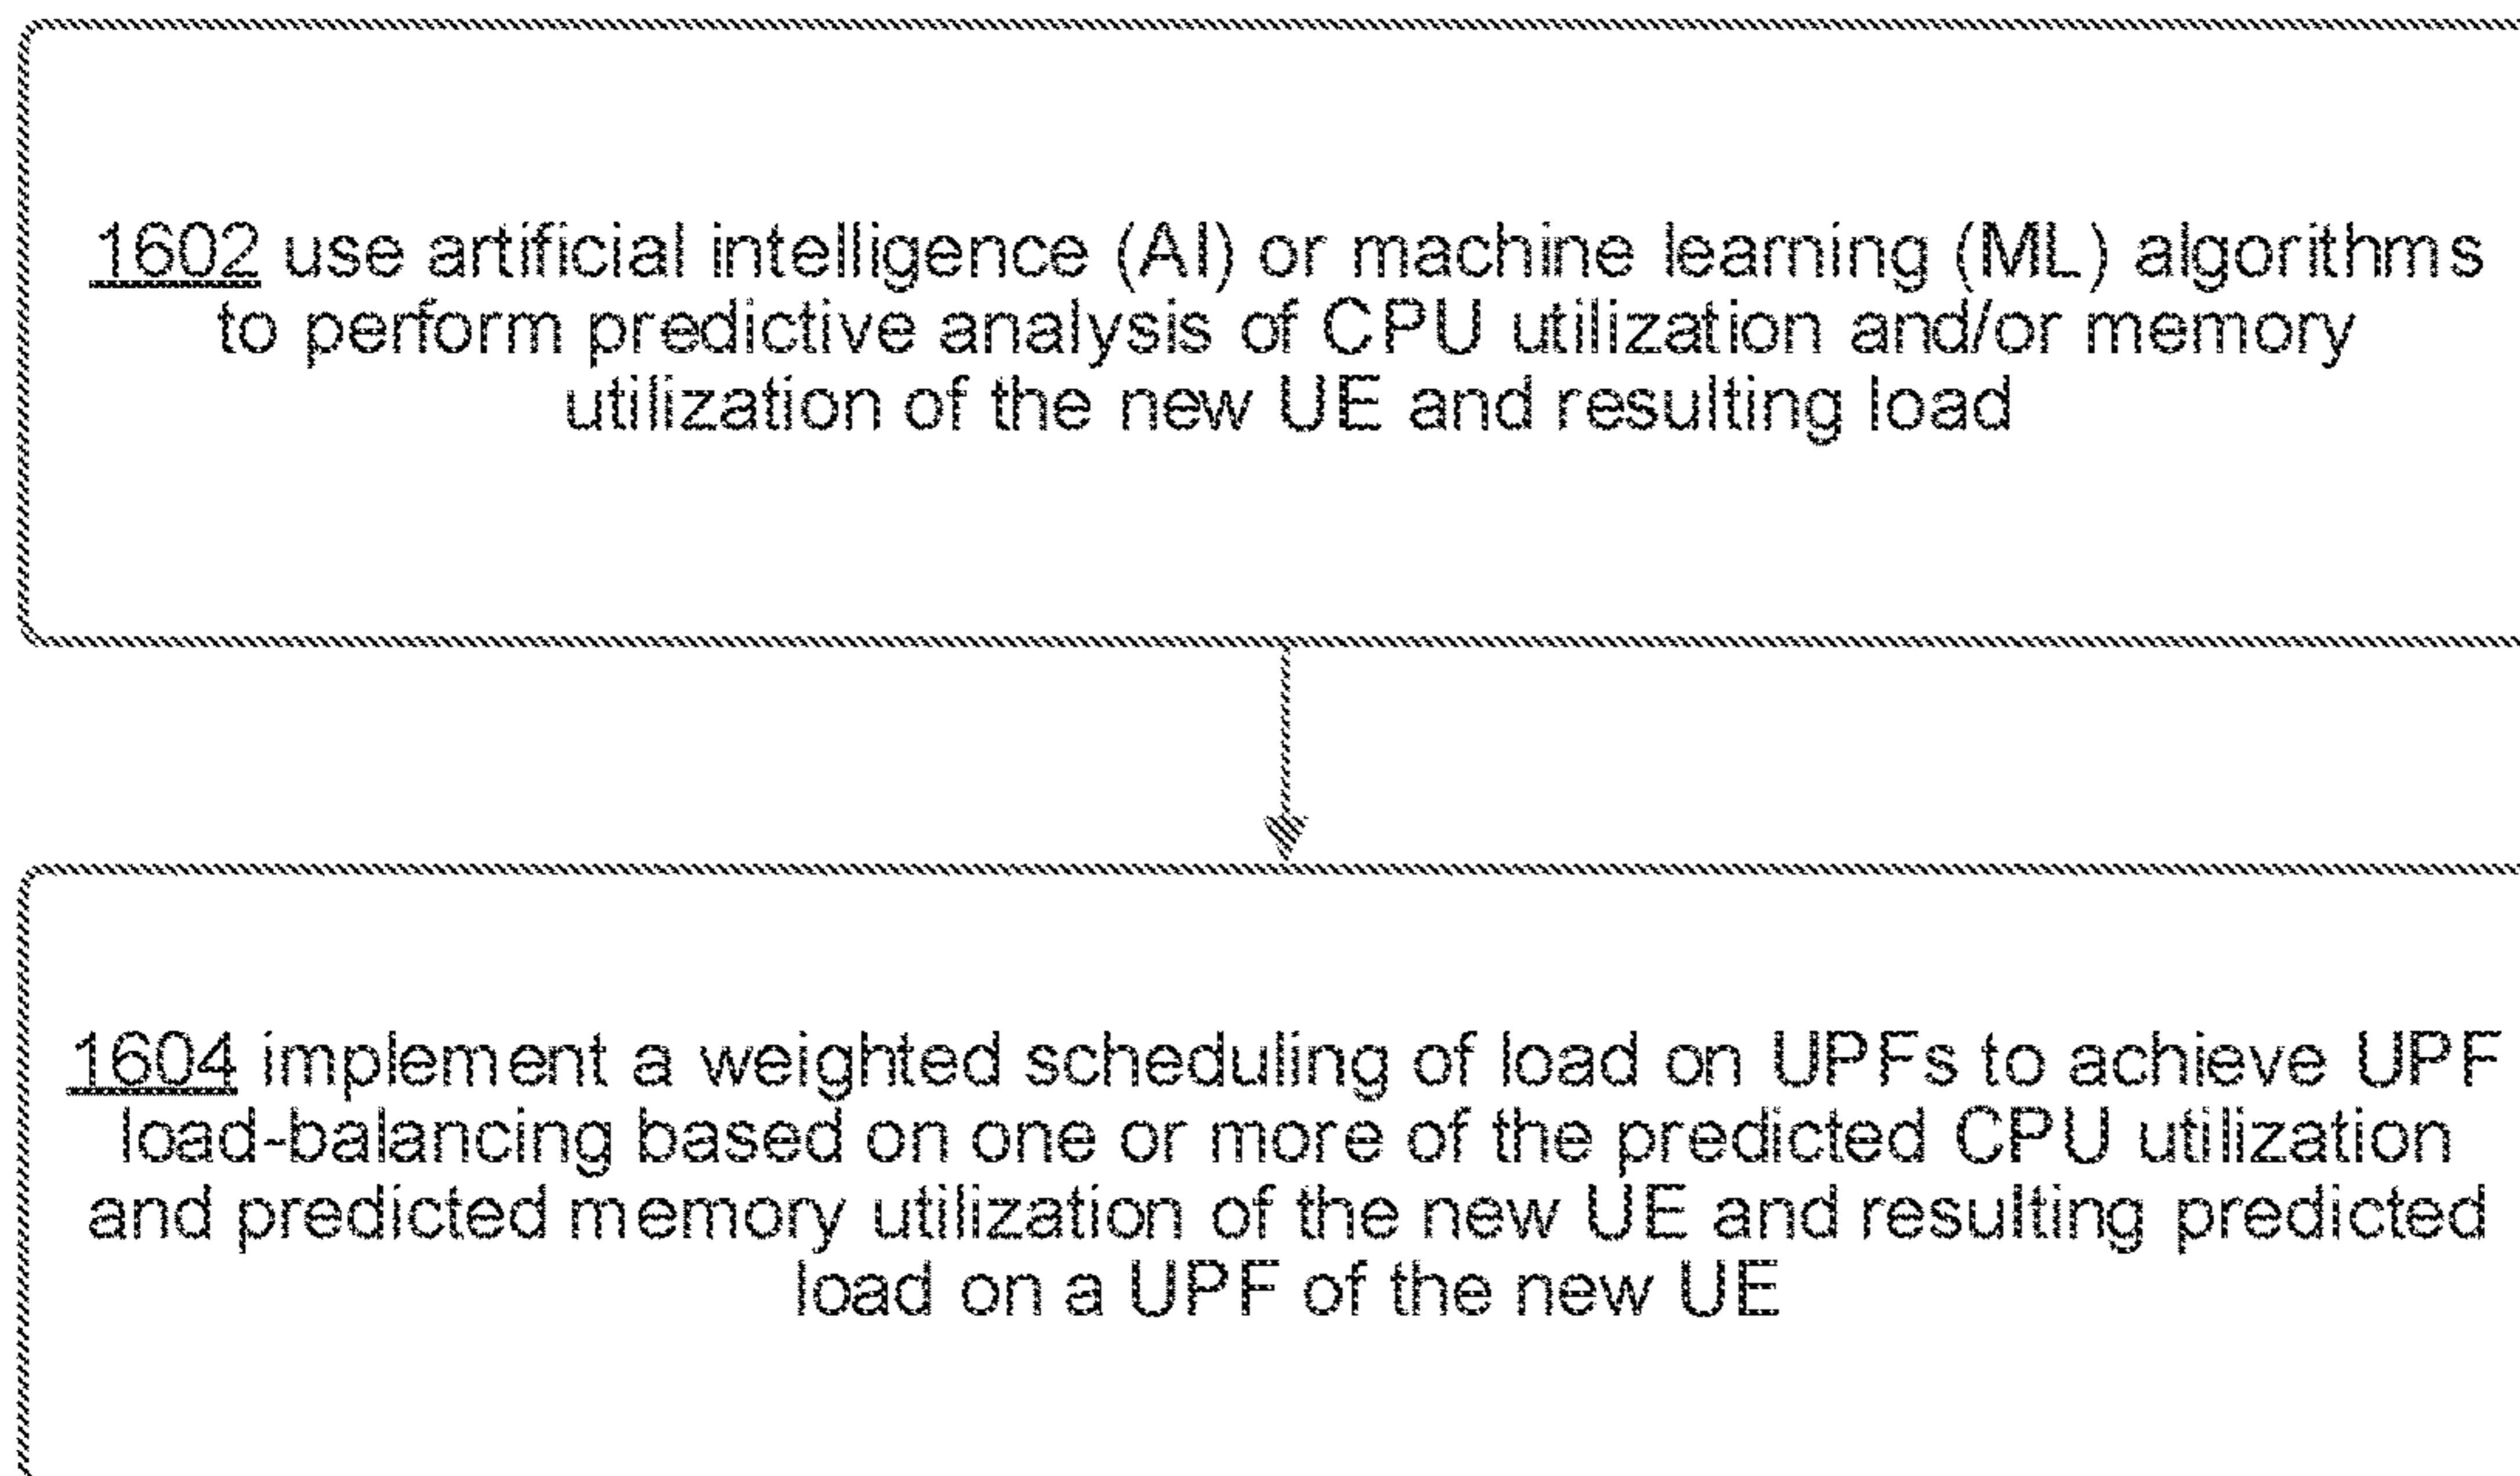 1602 use artificial intelligence (AI) or machine learning (ML) algorithms
to perform predictive analysis of CPU utilization and/or memory
utilization of the new UE and resulting load
1604 implement a weighted scheduling of load on UPFs to achieve UPF
load-balancing based on one or more of the predicted CPU utilization
and predicted memory utilization of the new UE and resulting predicted
load on a UPF of the new UE